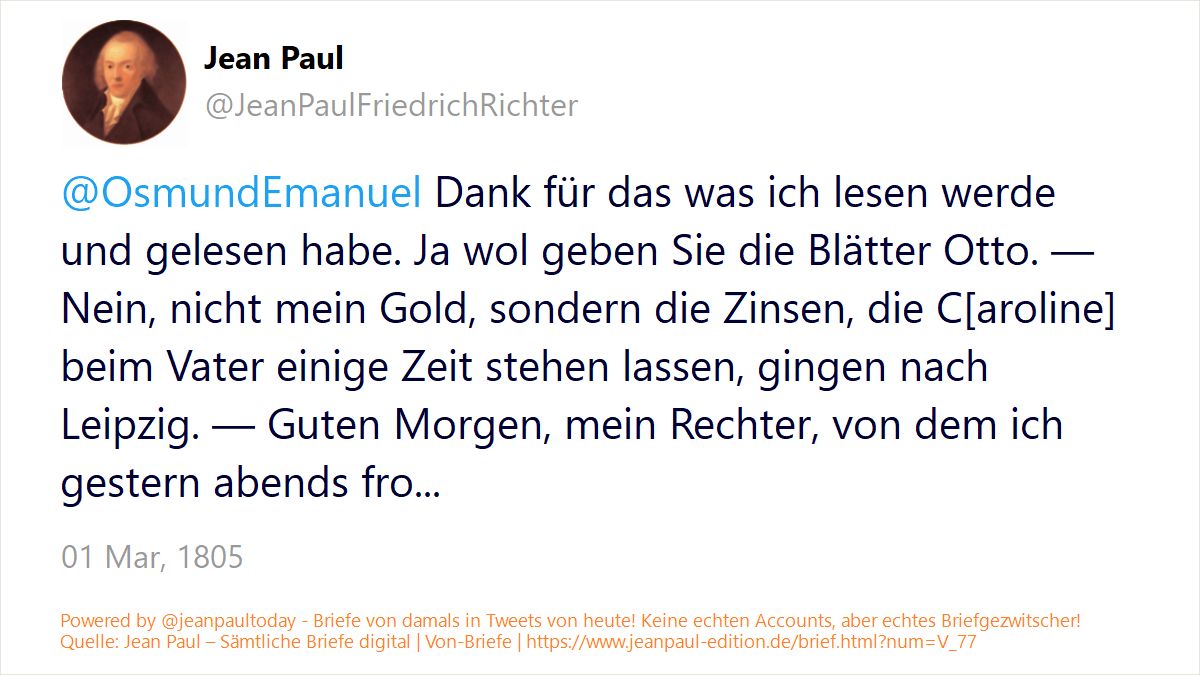 Jean Paul
@JeanPaulFriedrichRichter
@OsmundEmanuel Dank für das was ich lesen werde
und gelesen habe. Ja wol geben Sie die Blätter Otto. —
Nein, nicht mein Gold, sondern die Zinsen, die C[aroline]
beim Vater einige Zeit stehen lassen, gingen nach
Leipzig. — Guten Morgen, mein Rechter, von dem ich
gestern abends fro...
01 Mar, 1805
Powered by @jeanpaultoday - Briefe von damals in Tweets von heute! Keine echten Accounts, aber echtes Briefgezwitscher!
Quelle: Jean Paul – Sämtliche Briefe digital | Von-Briefe | https://www.jeanpaul-edition.de/brief.html?num=V_77